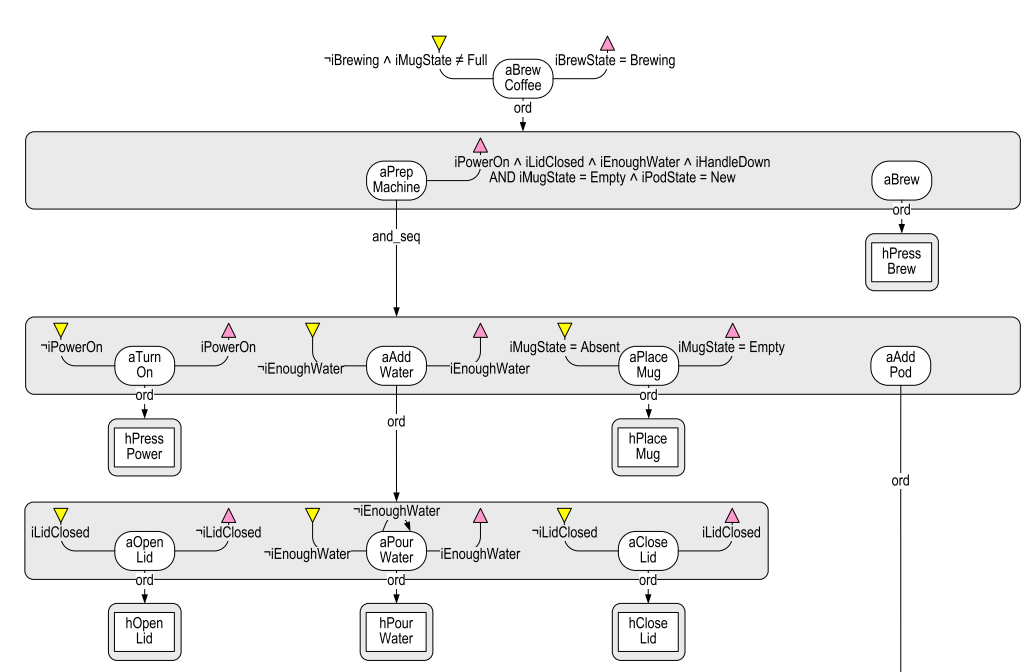 ¬iBrewing ∧ iMugState ≠ Full
iBrewState = Brewing
aBrew
Coffee
ord
iPowerOn ∧ iLidClosed ∧ iEnoughWater ∧ iHandleDown
AND iMugState = Empty ∧ iPodState = New
aPrep
Machine
aBrew
ord
and_seq
hPress
Brew
¬iPowerOn
aTurn
On
iPowerOn
¬iEnoughWater
aAdd
Water
iEnoughWater
iMugState = Absent
aPlace
Mug
iMugState = Empty
aAdd
Pod
ord
ord
ord
ord
hPress
Power
hPlace
Mug
iLidClosed
aOpen
Lid
¬iLidClosed
¬iEnoughWater
¬iEnoughWater
aPour
Water
iEnoughWater
¬iLidClosed
aClose
Lid
iLidClosed
ord
ord
ord
hOpen
Lid
hPour
Water
hClose
Lid